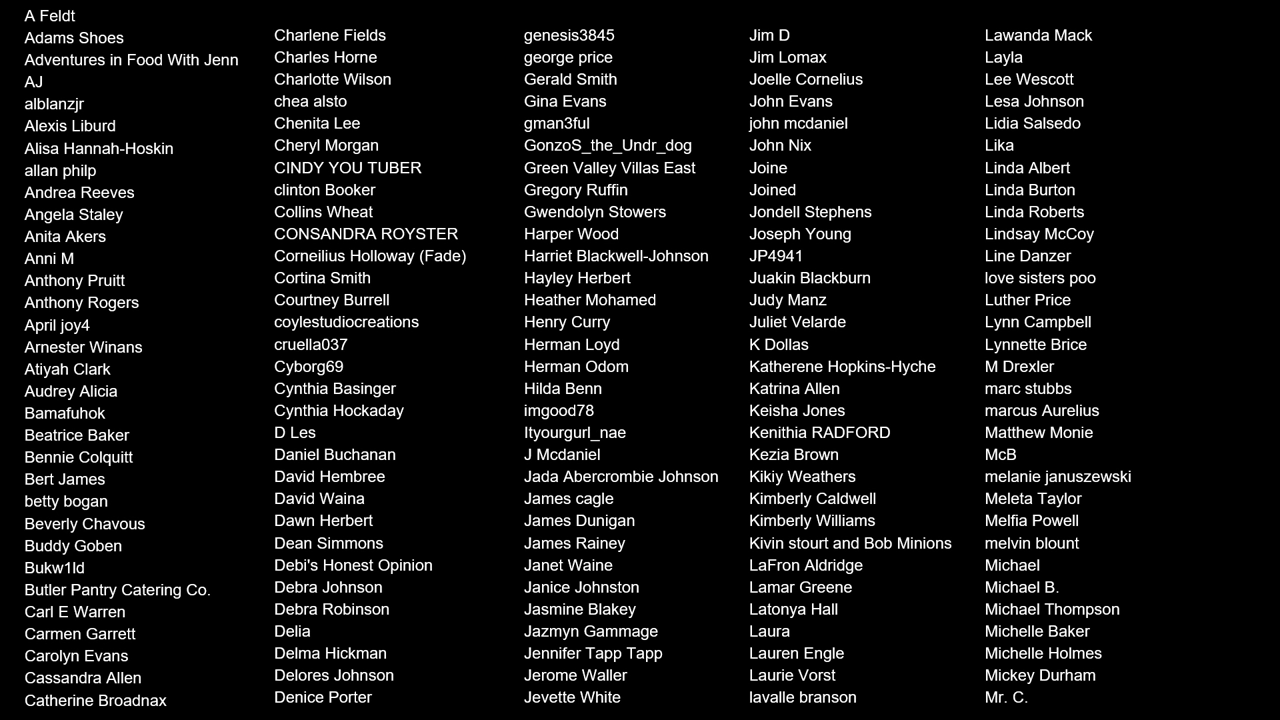 A Feldt
Adams Shoes
Adventures in Food With Jenn
AJ
alblanzjr
Alexis Liburd
Alisa Hannah-Hoskin
allan philp
Andrea Reeves
Angela Staley
Anita Akers
Anni M
Anthony Pruitt
Anthony Rogers
April joy4
Arnester Winans
Atiyah Clark
Audrey Alicia
Bamafuhok
Beatrice Baker
Bennie Colquitt
Bert James
betty bogan
Beverly Chavous
Buddy Goben
Bukw1ld
Butler Pantry Catering Co.
Carl E Warren
Carmen Garrett
Carolyn Evans
Cassandra Allen
Catherine Broadnax
Charlene Fields
Charles Horne
Charlotte Wilson
chea alsto
Chenita Lee
Cheryl Morgan
CINDY YOU TUBER
clinton Booker
Collins Wheat
CONSANDRA ROYSTER
Corneilius Holloway (Fade)
Cortina Smith
Courtney Burrell
coylestudiocreations
cruella037
Cyborg69
Cynthia Basinger
Cynthia Hockaday
D Les
Daniel Buchanan
David Hembree
David Waina
Dawn Herbert
Dean Simmons
Debi's Honest Opinion
Debra Johnson
Debra Robinson
Delia
Delma Hickman
Delores Johnson
Denice Porter
genesis3845
george price
Gerald Smith
Gina Evans
gman3ful
GonzoS_the_Undr_dog
Green Valley Villas East
Gregory Ruffin
Gwendolyn Stowers
Harper Wood
Harriet Blackwell-Johnson
Hayley Herbert
Heather Mohamed
Henry Curry
Herman Loyd
Herman Odom
Hilda Benn
imgood78
Ityourgurl_nae
J Mcdaniel
Jada Abercrombie Johnson
James cagle
James Dunigan
James Rainey
Janet Waine
Janice Johnston
Jasmine Blakey
Jazmyn Gammage
Jennifer Tapp Tapp
Jerome Waller
Jevette White
Jim D
Jim Lomax
Joelle Cornelius
John Evans
john mcdaniel
John Nix
Joine
Joined
Jondell Stephens
Joseph Young
JP4941
Juakin Blackburn
Judy Manz
Juliet Velarde
K Dollas
Katherene Hopkins-Hyche
Katrina Allen
Keisha Jones
Kenithia RADFORD
Kezia Brown
Kikiy Weathers
Kimberly Caldwell
Kimberly Williams
Kivin stourt and Bob Minions
LaFron Aldridge
Lamar Greene
Latonya Hall
Laura
Lauren Engle
Laurie Vorst
lavalle branson
Lawanda Mack
Layla
Lee Wescott
Lesa Johnson
Lidia Salsedo
Lika
Linda Albert
Linda Burton
Linda Roberts
Lindsay McCoy
Line Danzer
love sisters poo
Luther Price
Lynn Campbell
Lynnette Brice
M Drexler
marc stubbs
marcus Aurelius
Matthew Monie
McB
melanie januszewski
Meleta Taylor
Melfia Powell
melvin blount
Michael
Michael B.
Michael Thompson
Michelle Baker
Michelle Holmes
Mickey Durham
Mr. C.